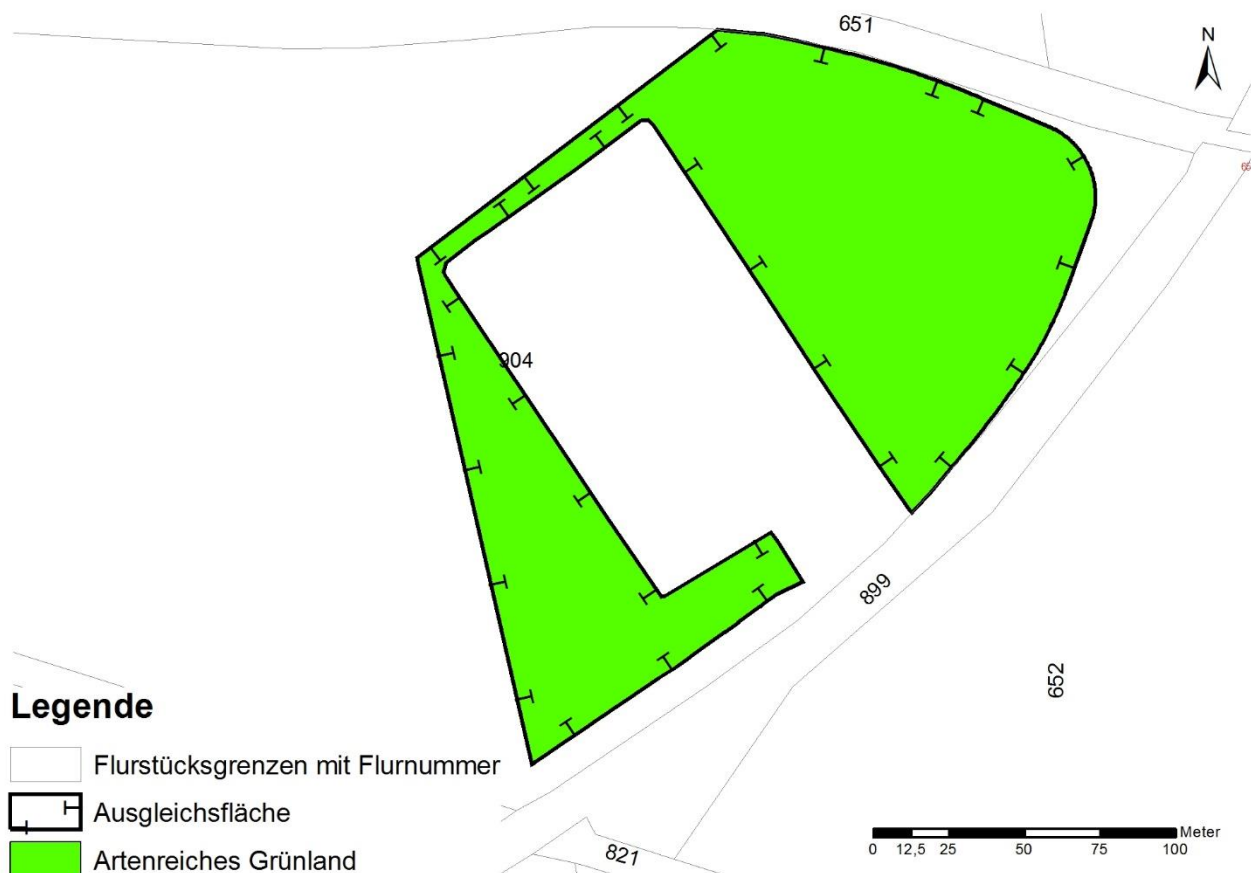 651
N
904
899
652
821
Legende
Flurstücksgrenzen mit Flurnummer
Ausgleichsfläche
Artenreiches Grünland
Meter
0 12,5 25 50 75 100